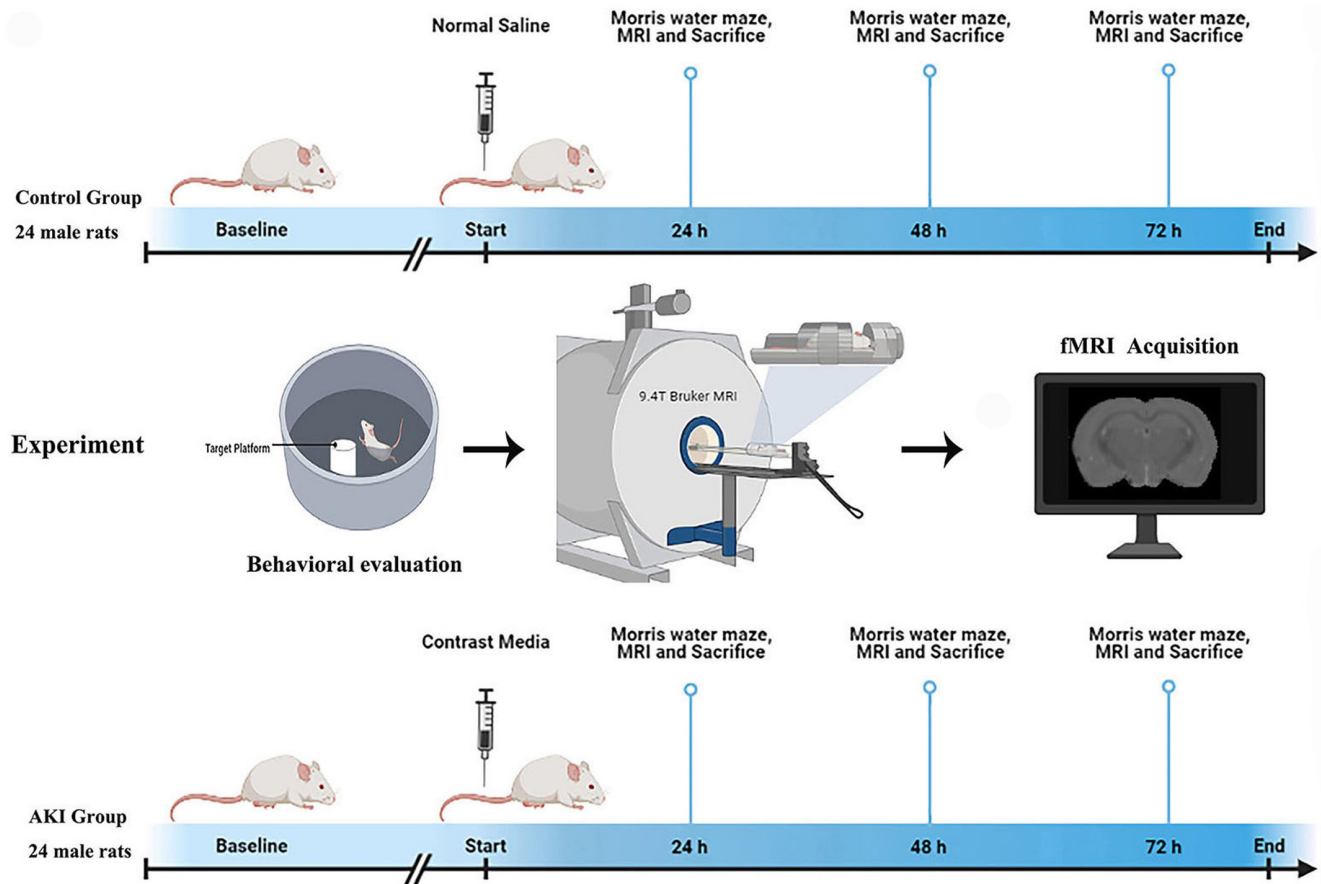 Normal Saline
Morris water maze,
MRI and Sacrifice
Morris water maze,
MRI and Sacrifice
Morris water maze,
MRI and Sacrifice
Control Group
24 male rats
Baseline
Start
24 h
48 h
72 h
End
Experiment
Target Platform
Behavioral evaluation
9.4T Bruker MRI
fMRI Acquisition
Contrast Media
Morris water maze,
MRI and Sacrifice
Morris water maze,
MRI and Sacrifice
Morris water maze,
MRI and Sacrifice
AKI Group
24 male rats
Baseline
Start
24 h
48 h
72 h
End